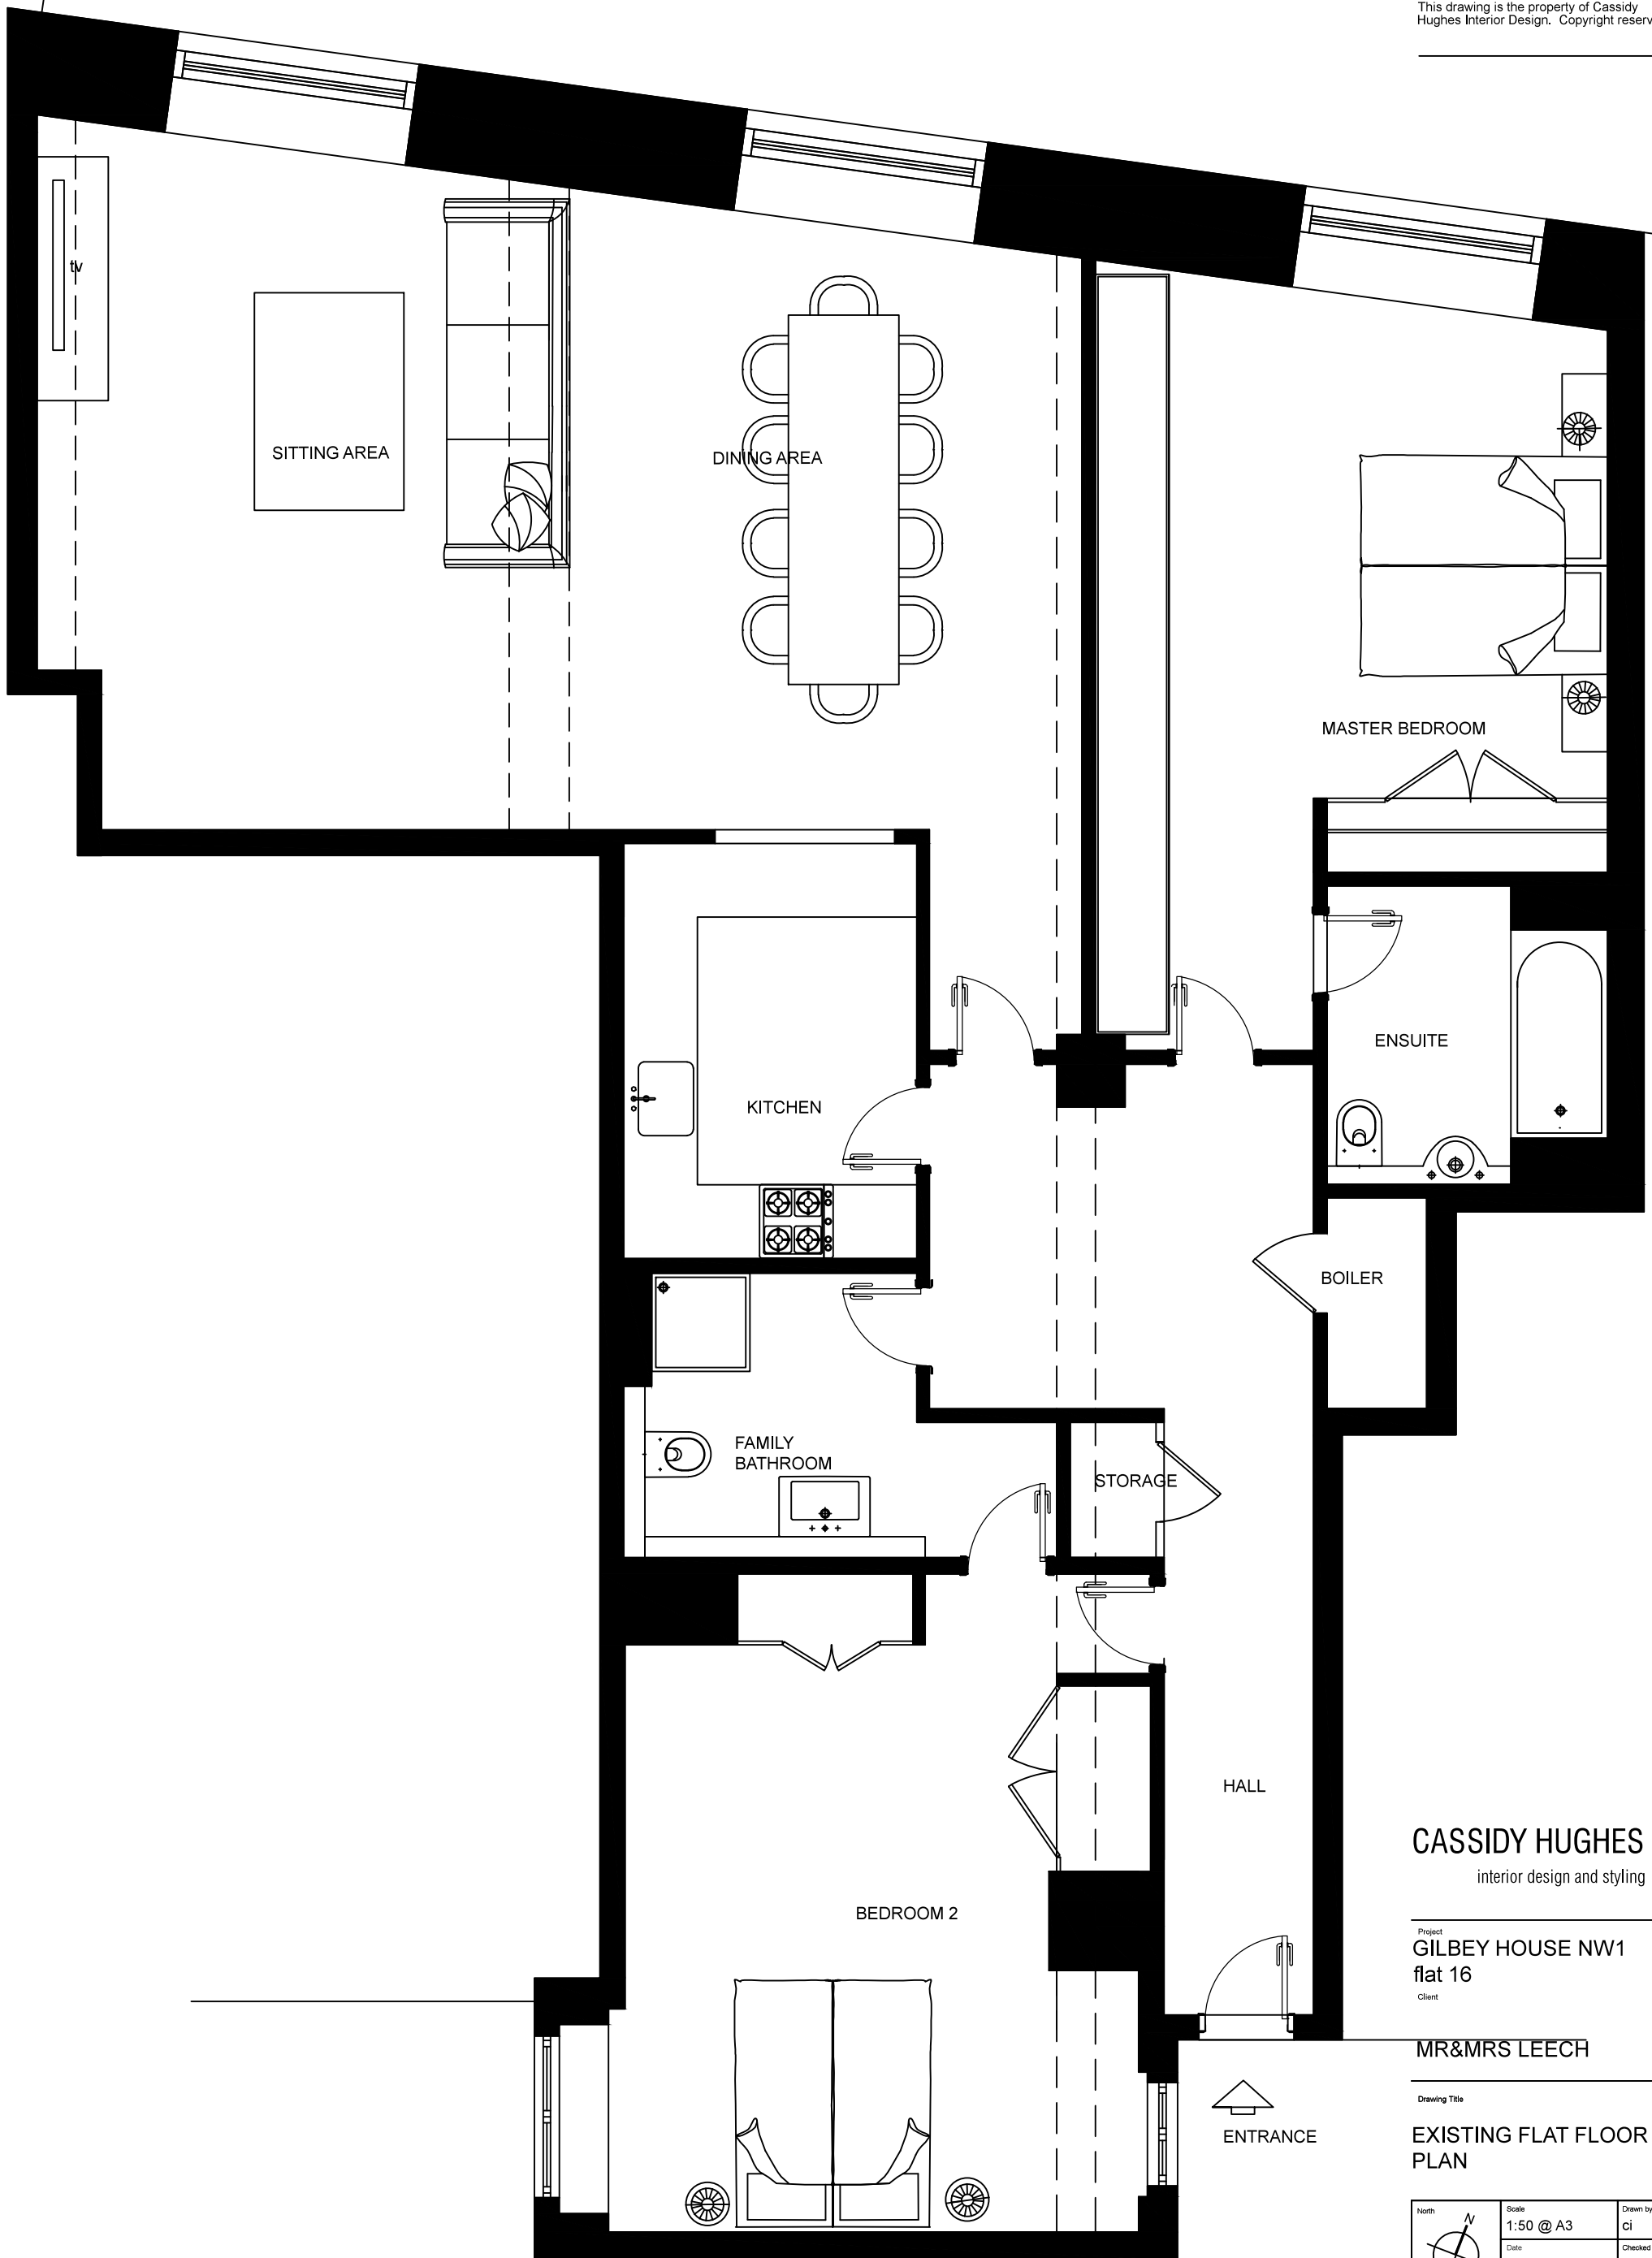 This drawing is the property of Cassidy
Hughes Interior Design. Copyright reserv
tv
SITTING AREA
DINING AREA
MASTER BEDROOM
ENSUITE
KITCHEN
BOILER
FAMILY
BATHROOM
STORAGE
HALL
BEDROOM 2
ENTRANCE
CASSIDY HUGHES
interior design and styling
Project
GILBEY HOUSE NW1
flat 16
Client
MR&MRS LEECH
Drawing Title
EXISTING FLAT FLOOR
PLAN
North
N
Scale
1:50 @ A3
Drawn by
ci
Date
Checked